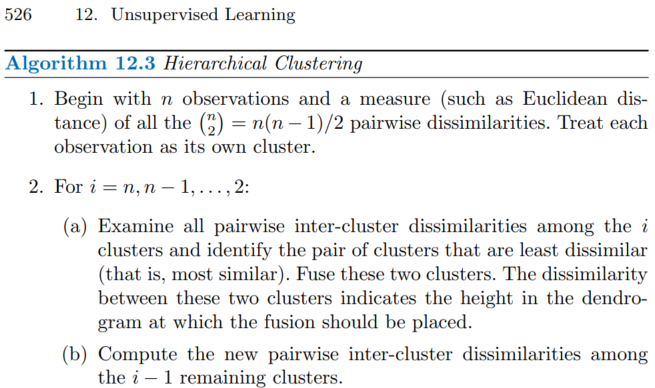 526 12. Unsupervised Learning
Algorithm 12.3 Hierarchical Clustering
1. Begin with n observations and a measure (such as Euclidean dis-
tance) of all the (n 2) = n(n − 1)/2 pairwise dissimilarities. Treat each
observation as its own cluster.
2. For i = n, n − 1, . . . , 2:
(a) Examine all pairwise inter-cluster dissimilarities among the i
clusters and identify the pair of clusters that are least dissimilar
(that is, most similar). Fuse these two clusters. The dissimilarity
between these two clusters indicates the height in the dendro-
gram at which the fusion should be placed.
(b) Compute the new pairwise inter-cluster dissimilarities among
the i − 1 remaining clusters.